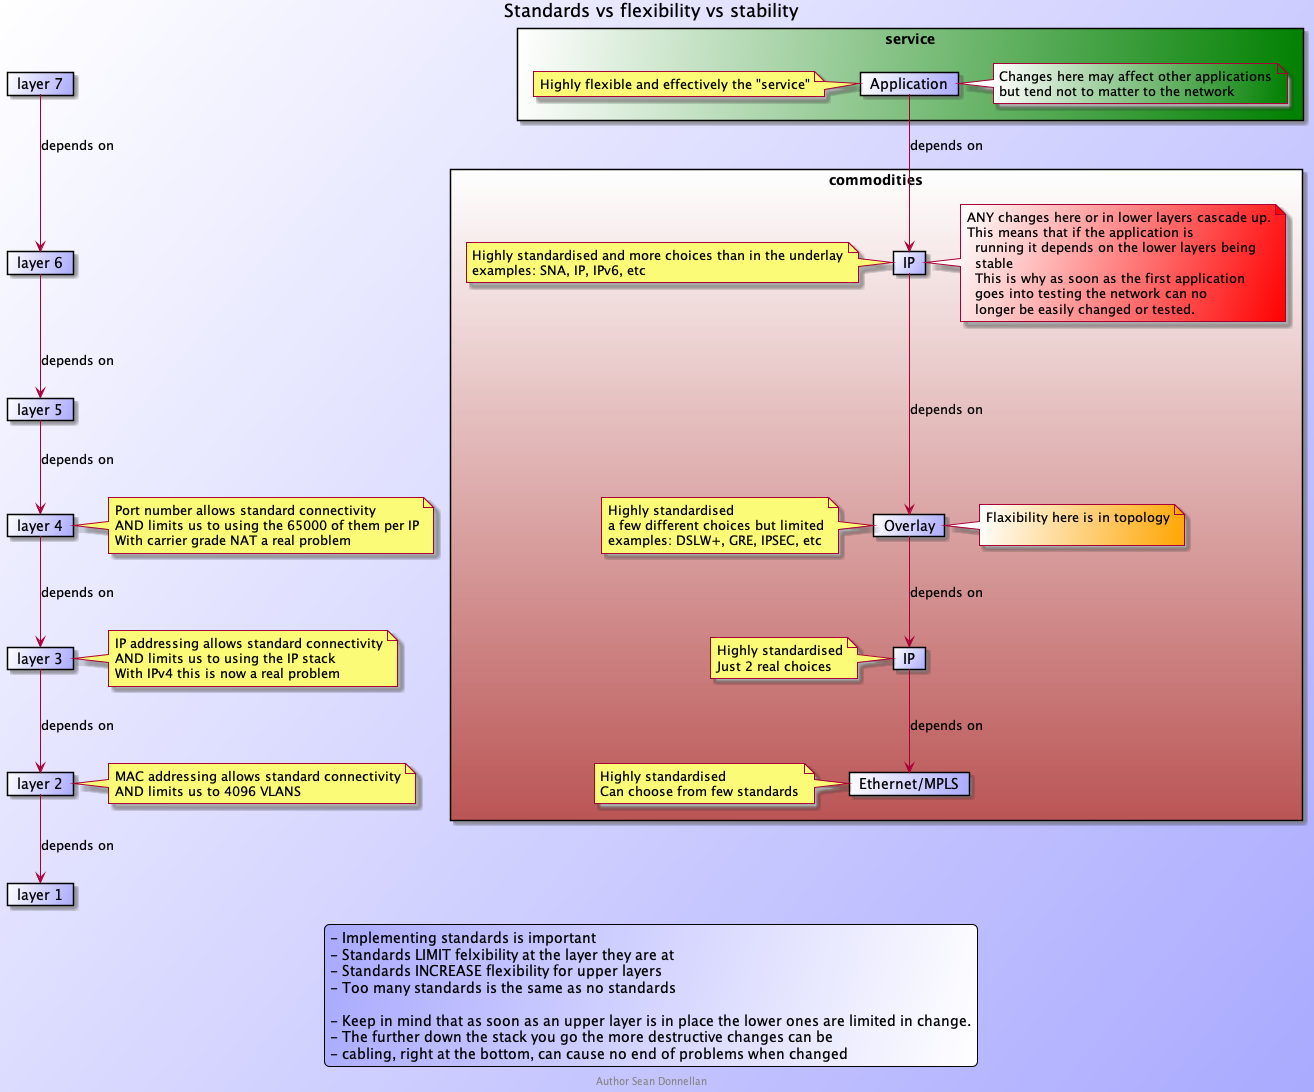 Standards vs flexibility vs stability
service
layer 7
Highly flexible and effectively the "service"
Application
Changes here may affect other applications
but tend not to matter to the network
depends on
depends on
commodities
layer 6
Highly standardised and more choices than in the underlay
examples: SNA, IP, IPv6, etc
IP
ANY changes here or in lower layers cascade up.
This means that if the application is
running it depends on the lower layers being
stable
This is why as soon as the first application
goes into testing the network can no
longer be easily changed or tested.
depends on
layer 5
depends on
depends on
layer 4
Port number allows standard connectivity
AND limits us to using the 65000 of them per IP
With carrier grade NAT a real problem
Highly standardised
a few different choices but limited
examples: DSLW+, GRE, IPSEC, etc
Overlay
Flaxibility here is in topology
depends on
depends on
layer 3
IP addressing allows standard connectivity
AND limits us to using the IP stack
With IPv4 this is now a real problem
Highly standardised
Just 2 real choices
IP
depends on
depends on
layer 2
MAC addressing allows standard connectivity
AND limits us to 4096 VLANS
Highly standardised
Can choose from few standards
Ethernet/MPLS
depends on
layer 1
- Implementing standards is important
- Standards LIMIT felxibility at the layer they are at
- Standards INCREASE flexibility for upper layers
- Too many standards is the same as no standards
- Keep in mind that as soon as an upper layer is in place the lower ones are limited in change.
- The further down the stack you go the more destructive changes can be
- cabling, right at the bottom, can cause no end of problems when changed
Author Sean Donnellan